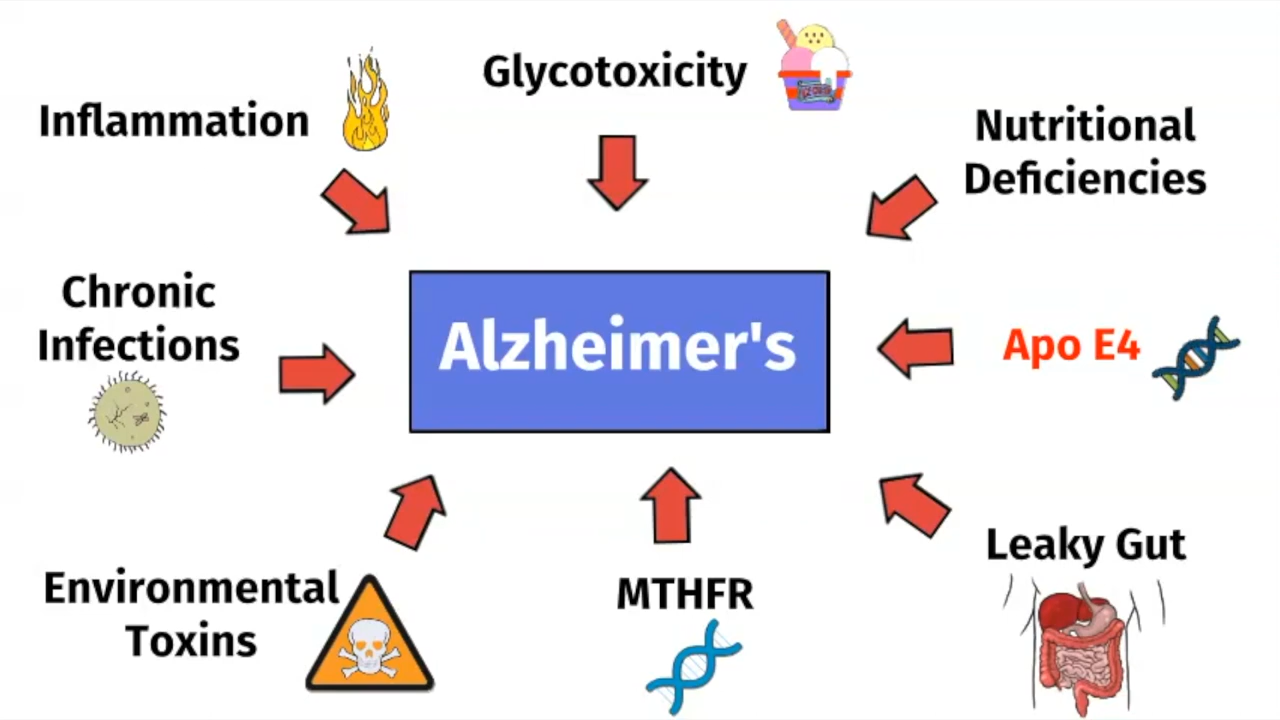 Glycotoxicity
Inflammation
Nutritional
Deficiencies
Chronic
Infections
Alzheimer's
Apo E4
Leaky Gut
Environmental
Toxins
MTHFR